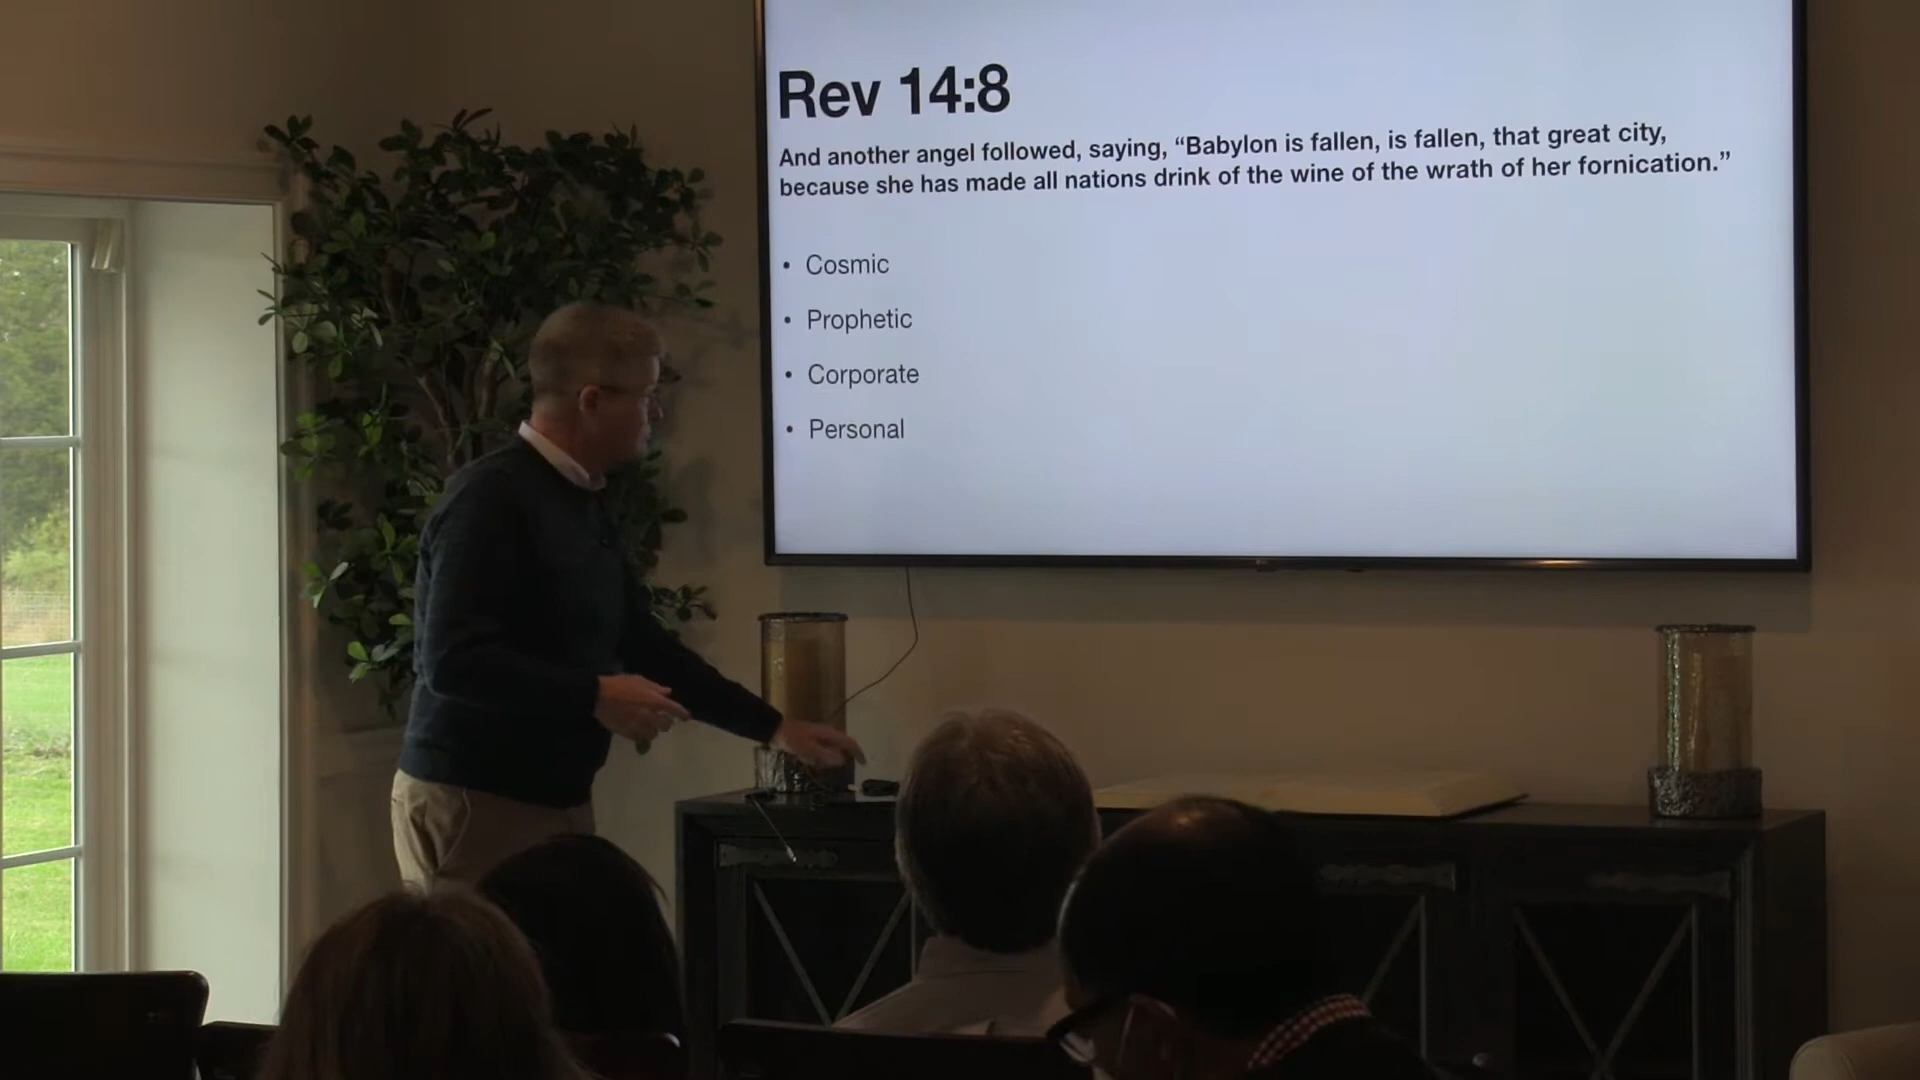 Rev 14:8
And another angel followed, saying, “Babylon is fallen, is fallen, that great city,
because she has made all nations drink of the wine of the wrath of her fornication.”
• Cosmic
• Prophetic
• Corporate
• Personal